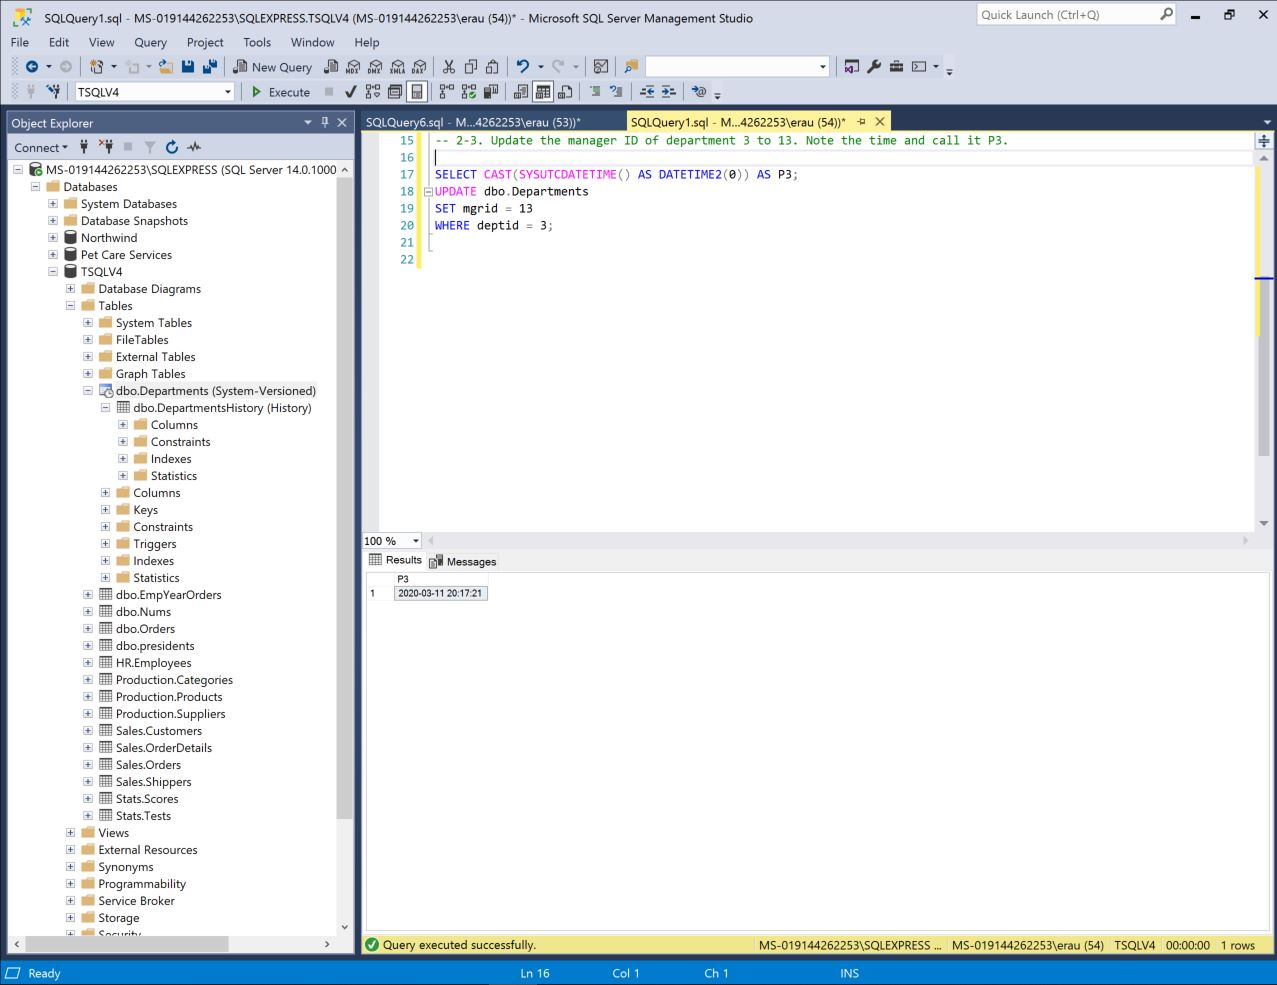 SQLQuery1.sql - MS-019144262253\SQLEXPRESS.TSQLV4 (MS-019144262253\erau (54))* - Microsoft SQL Server Management Studio
Quick Launch (Ctrl+Q)
File Edit View Query Project Tools Window Help
New Query MDX DMX XMLA DAX
TSQLV4 Execute
Object Explorer
Connect
MS-019144262253\SQLEXPRESS (SQL Server 14.0.1000
Databases
System Databases
Database Snapshots
Northwind
Pet Care Services
TSQLV4
Database Diagrams
Tables
System Tables
FileTables
External Tables
Graph Tables
dbo.Departments (System-Versioned)
dbo.DepartmentsHistory (History)
Columns
Constraints
Indexes
Statistics
Columns
Keys
Constraints
Triggers
Indexes
Statistics
dbo.EmpYearOrders
dbo.Nums
dbo.Orders
dbo.presidents
HR.Employees
Production.Categories
Production.Products
Production.Suppliers
Sales.Customers
Sales.OrderDetails
Sales.Orders
Sales.Shippers
Stats.Scores
Stats.Tests
Views
External Resources
Synonyms
Programmability
Service Broker
Storage
Security
SQLQuery6.sql - M...4262253\erau (53))*
SQLQuery1.sql - M...4262253\erau (54))*
15 -- 2-3. Update the manager ID of department 3 to 13. Note the time and call it P3.
16
17 SELECT CAST(SYSUTCDATETIME() AS DATETIME2(0)) AS P3;
18 UPDATE dbo.Departments
19 SET mgrid = 13
20 WHERE deptid = 3;
21
22
100 %
Results Messages
P3
1 2020-03-11 20:17:21
Query executed successfully. MS-019144262253\SQLEXPRESS ... MS-019144262253\erau (54) TSQLV4 00:00:00 1 rows
Ready Ln 16 Col 1 Ch 1 INS